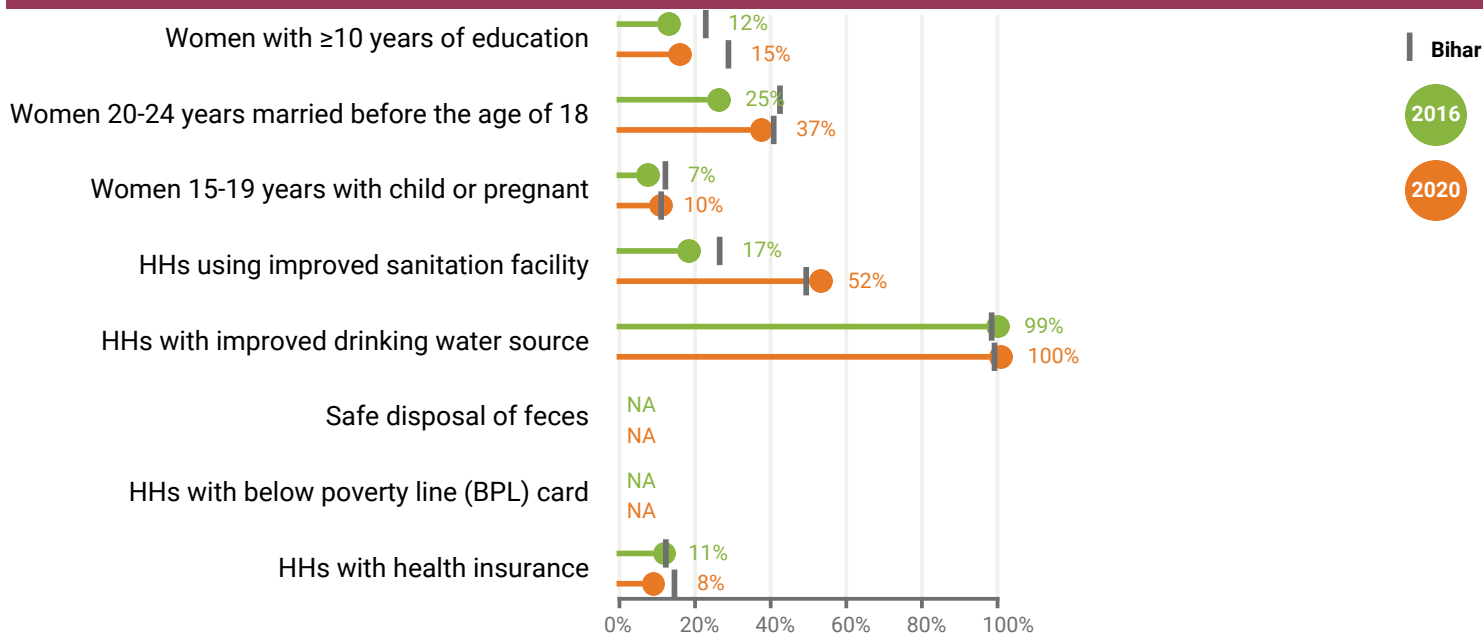 Women with ≥10 years of education
12%
15%
Women 20-24 years married before the age of 18
25%
37%
Women 15-19 years with child or pregnant
7%
10%
HHs using improved sanitation facility
17%
52%
HHs with improved drinking water source
99%
100%
Safe disposal of feces
NA
NA
HHs with below poverty line (BPL) card
NA
NA
HHs with health insurance
11%
8%
0% 20% 40% 60% 80% 100%
Bihar
2016
2020